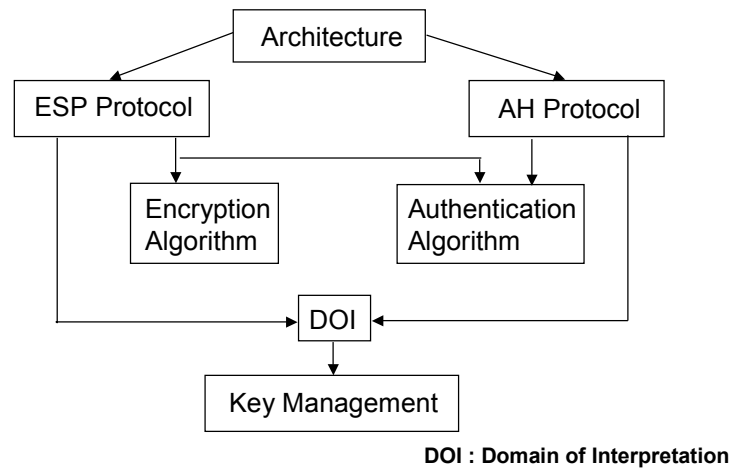 Architecture
ESP Protocol
AH Protocol
Encryption
Algorithm
Authentication
Algorithm
DOI
Key Management
DOI : Domain of Interpretation